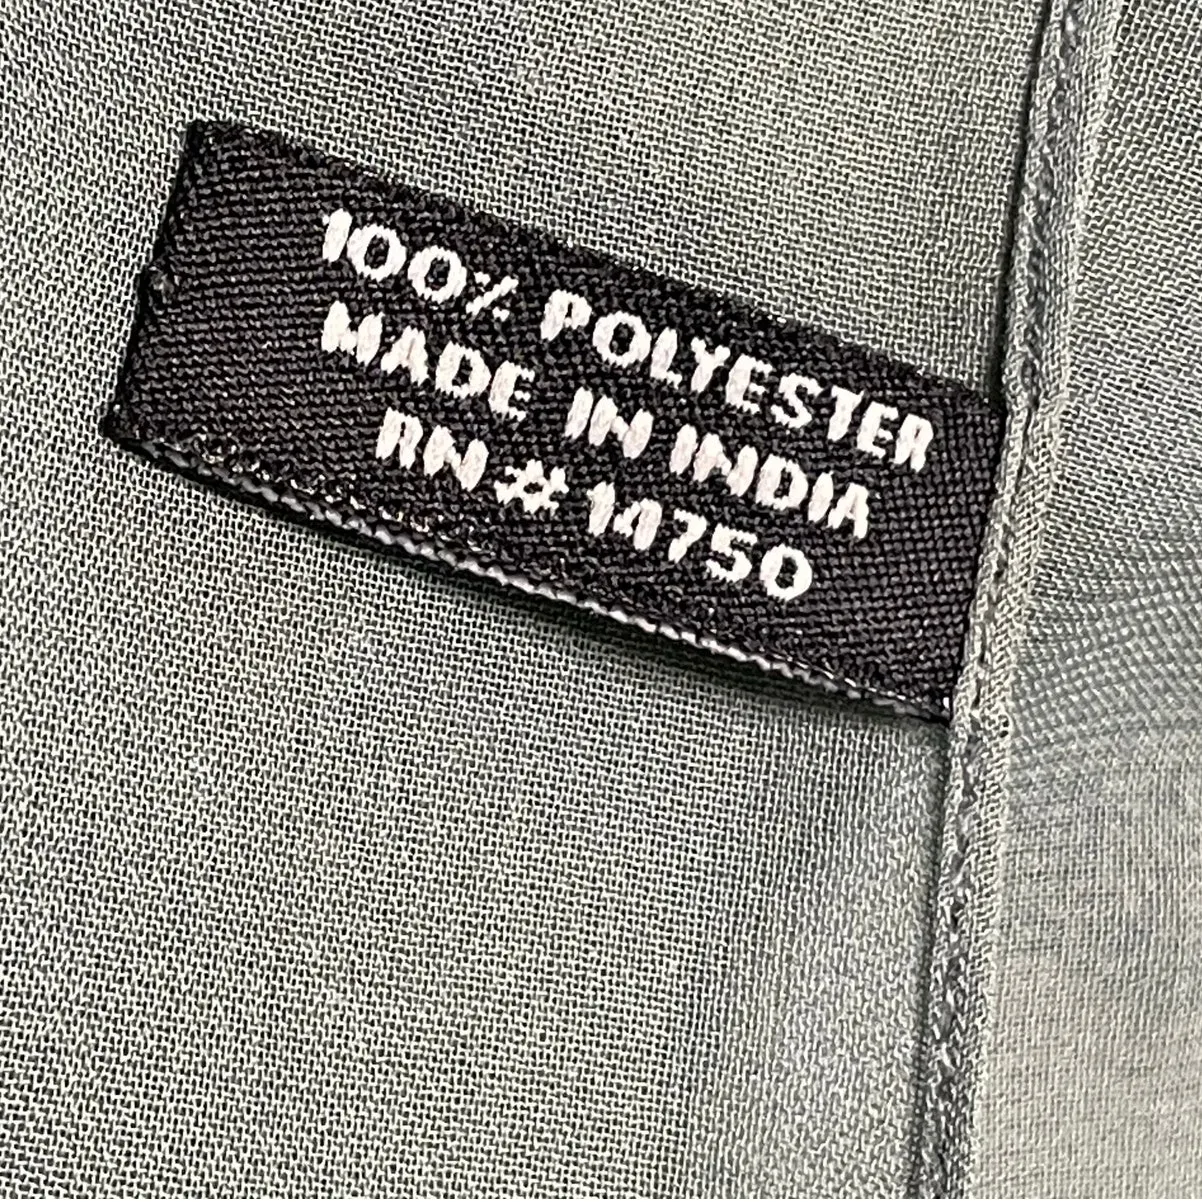 100% POLYESTER
MADE IN INDIA
RN # 14750